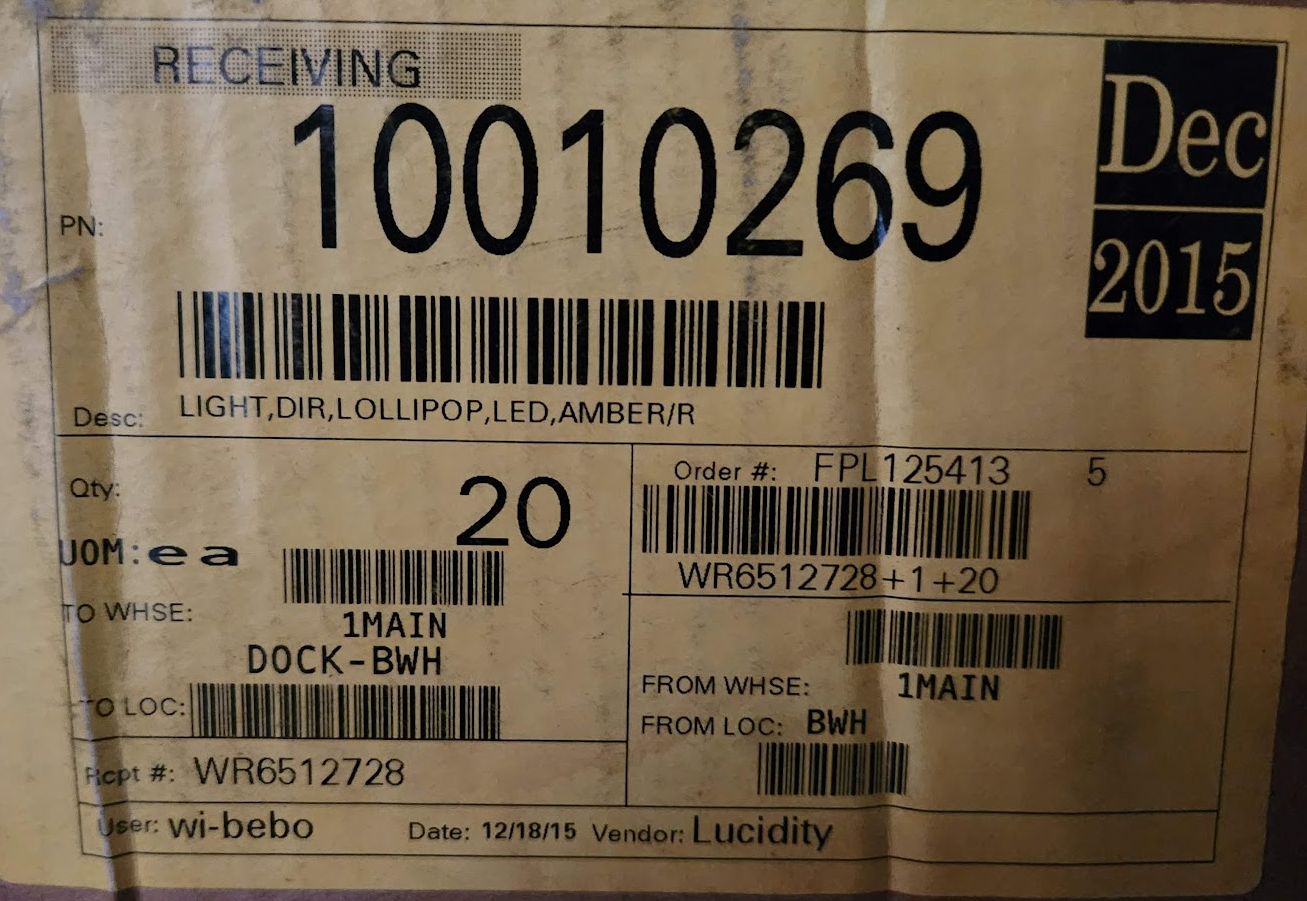 RECEIVING
Dec
2015
PN: 10010269
Desc: LIGHT,DIR,LOLLIPOP,LED,AMBER/R
Qty: 20
UOM:ea
TO WHSE: 1MAIN
DOCK-BWH
TO LOC:
Order #: FPL125413 5
WR6512728+1+20
FROM WHSE: 1MAIN
FROM LOC: BWH
Rcpt #: WR6512728
User: wi-bebo Date: 12/18/15 Vendor: Lucidity